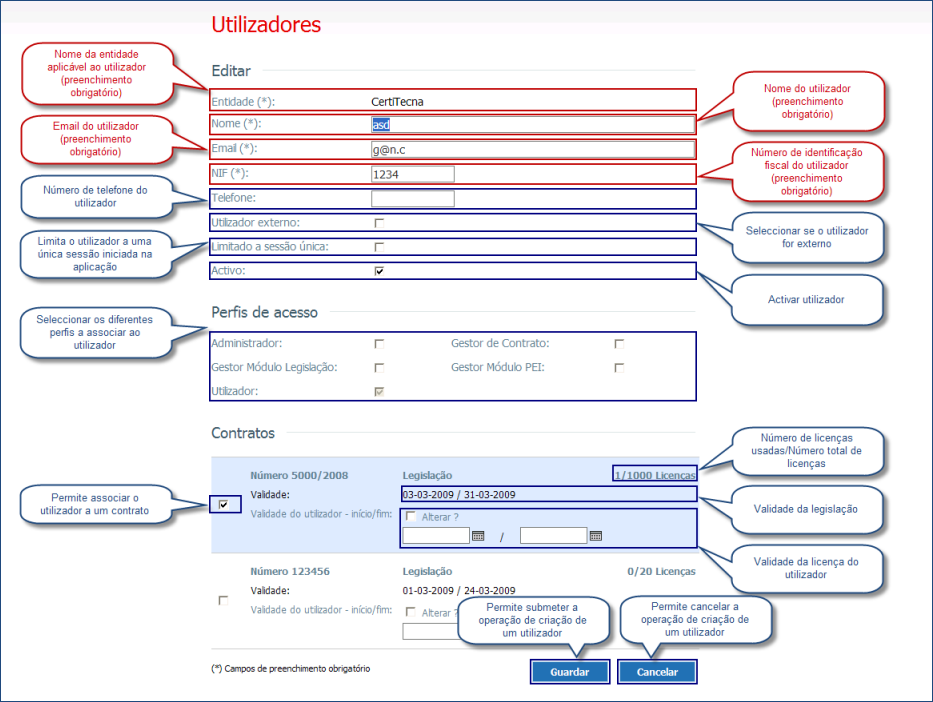 Utilizadores
Nome da entidade
aplicável ao utilizador
(preenchimento
obrigatório)
Editar
Entidade (*): CertITecna
Nome do utilizador
(preenchimento
obrigatório)
Nome (*): asd
Email do utilizador
(preenchimento
obrigatório)
Email (*): g@n.c
Número de identificação
fiscal do utilizador
(preenchimento
obrigatório)
NIF (*): 1234
Número de telefone do
utilizador
Telefone:
Utilizador externo:
Seleccionar se o utilizador
for externo
Limita o utilizador a uma
única sessão iniciada na
aplicação
Limitado a sessão única:
Activo:
Activar utilizador
Perfis de acesso
Seleccionar os diferentes
perfis a associar ao
utilizador
Administrador: Gestor de Contrato:
Gestor Módulo Legislação: Gestor Módulo PEI:
Utilizador:
Contratos
Número de licenças
usadas/Número total de
licenças
Número 5000/2008 Legislação 1/1000 Licenças
Validade: 03-03-2009 / 31-03-2009
Permite associar o
utilizador a um contrato
Validade da legislação
Validade do utilizador - início/fim: Alterar ?
/
Validade da licença do
utilizador
Número 123456 Legislação 0/20 Licenças
Validade: 01-03-2009 / 24-03-2009
Validade do utilizador - início/fim: Alterar ?
Permite submeter a
operação de criação de
um utilizador
Permite cancelar a
operação de criação de
um utilizador
(*) Campos de preenchimento obrigatório
Guardar Cancelar